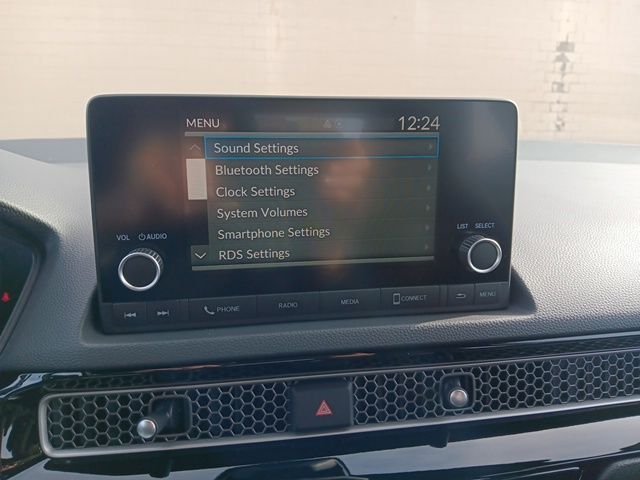 MENU 12:24
Sound Settings
Bluetooth Settings
Clock Settings
System Volumes
Smartphone Settings
RDS Settings
VOL AUDIO
LIST SELECT
PHONE RADIO MEDIA CONNECT MENU